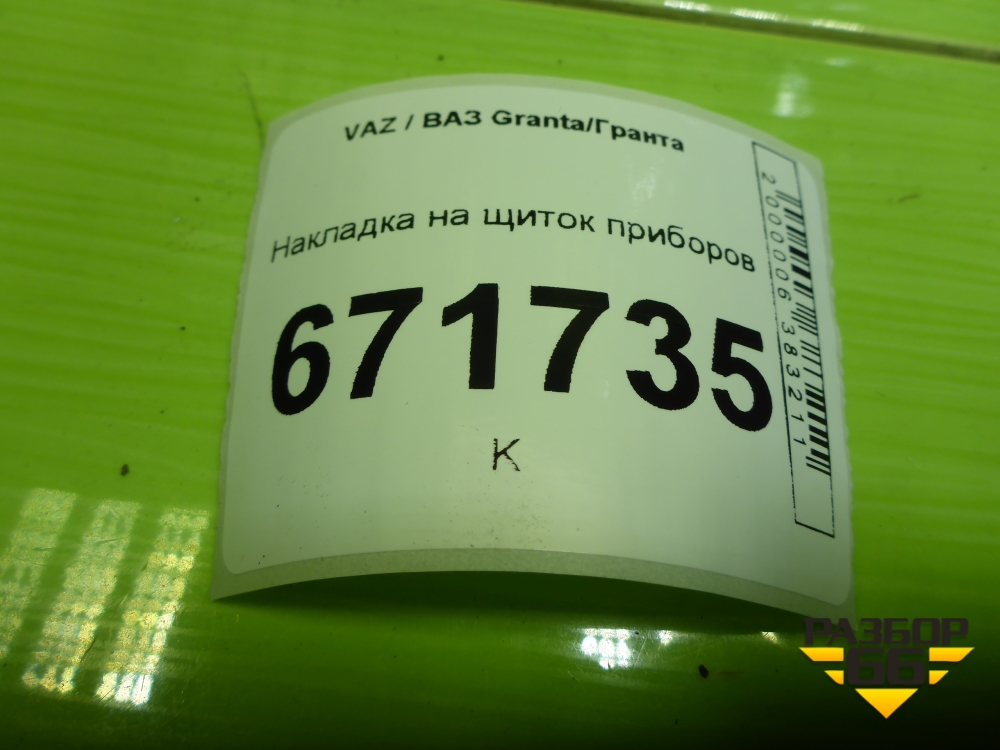 VAZ / ВАЗ Granta/Гранта
Накладка на щиток приборов
671735
К
2000006383211
РАЗБОР
66